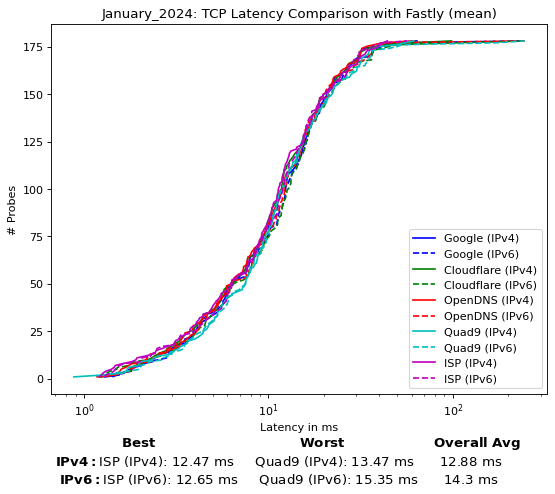 January_2024: TCP Latency Comparison with Fastly (mean)
# Probes
175
150
125
100
75
50
25
0
Google (IPv4)
Google (IPv6)
Cloudflare (IPv4)
Cloudflare (IPv6)
OpenDNS (IPv4)
OpenDNS (IPv6)
Quad9 (IPv4)
Quad9 (IPv6)
ISP (IPv4)
ISP (IPv6)
10⁰ 10¹ 10²
Latency in ms
Best Worst Overall Avg
IPv4: ISP (IPv4): 12.47 ms Quad9 (IPv4): 13.47 ms 12.88 ms
IPv6: ISP (IPv6): 12.65 ms Quad9 (IPv6): 15.35 ms 14.3 ms